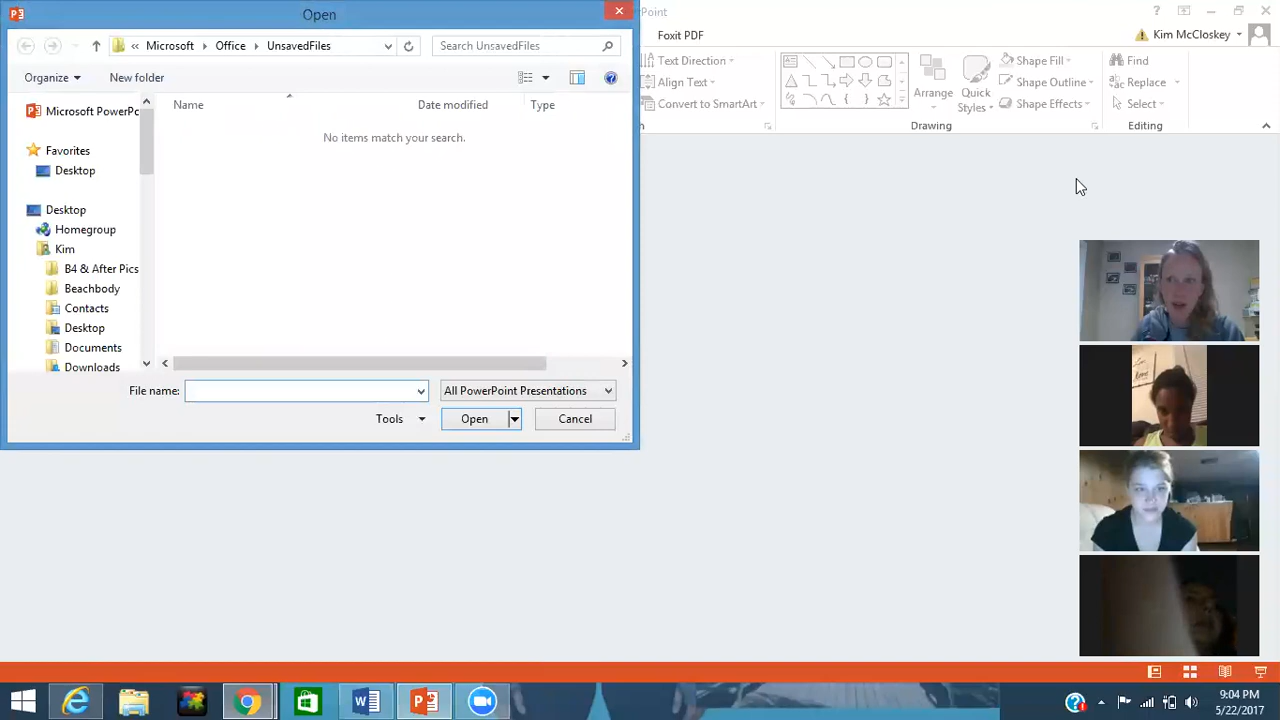 Open
Point
Microsoft Office UnsavedFiles
Search UnsavedFiles
Foxit PDF
Kim McCloskey
Organize
New folder
Text Direction
Align Text
Convert to SmartArt
Arrange
Quick Styles
Shape Fill
Shape Outline
Shape Effects
Find
Replace
Select
Drawing
Editing
Name
Date modified
Type
No items match your search.
Microsoft PowerPo
Favorites
Desktop
Desktop
Homegroup
Kim
B4 & After Pics
Beachbody
Contacts
Desktop
Documents
Downloads
File name:
All PowerPoint Presentations
Tools
Open
Cancel
9:04 PM
5/22/2017